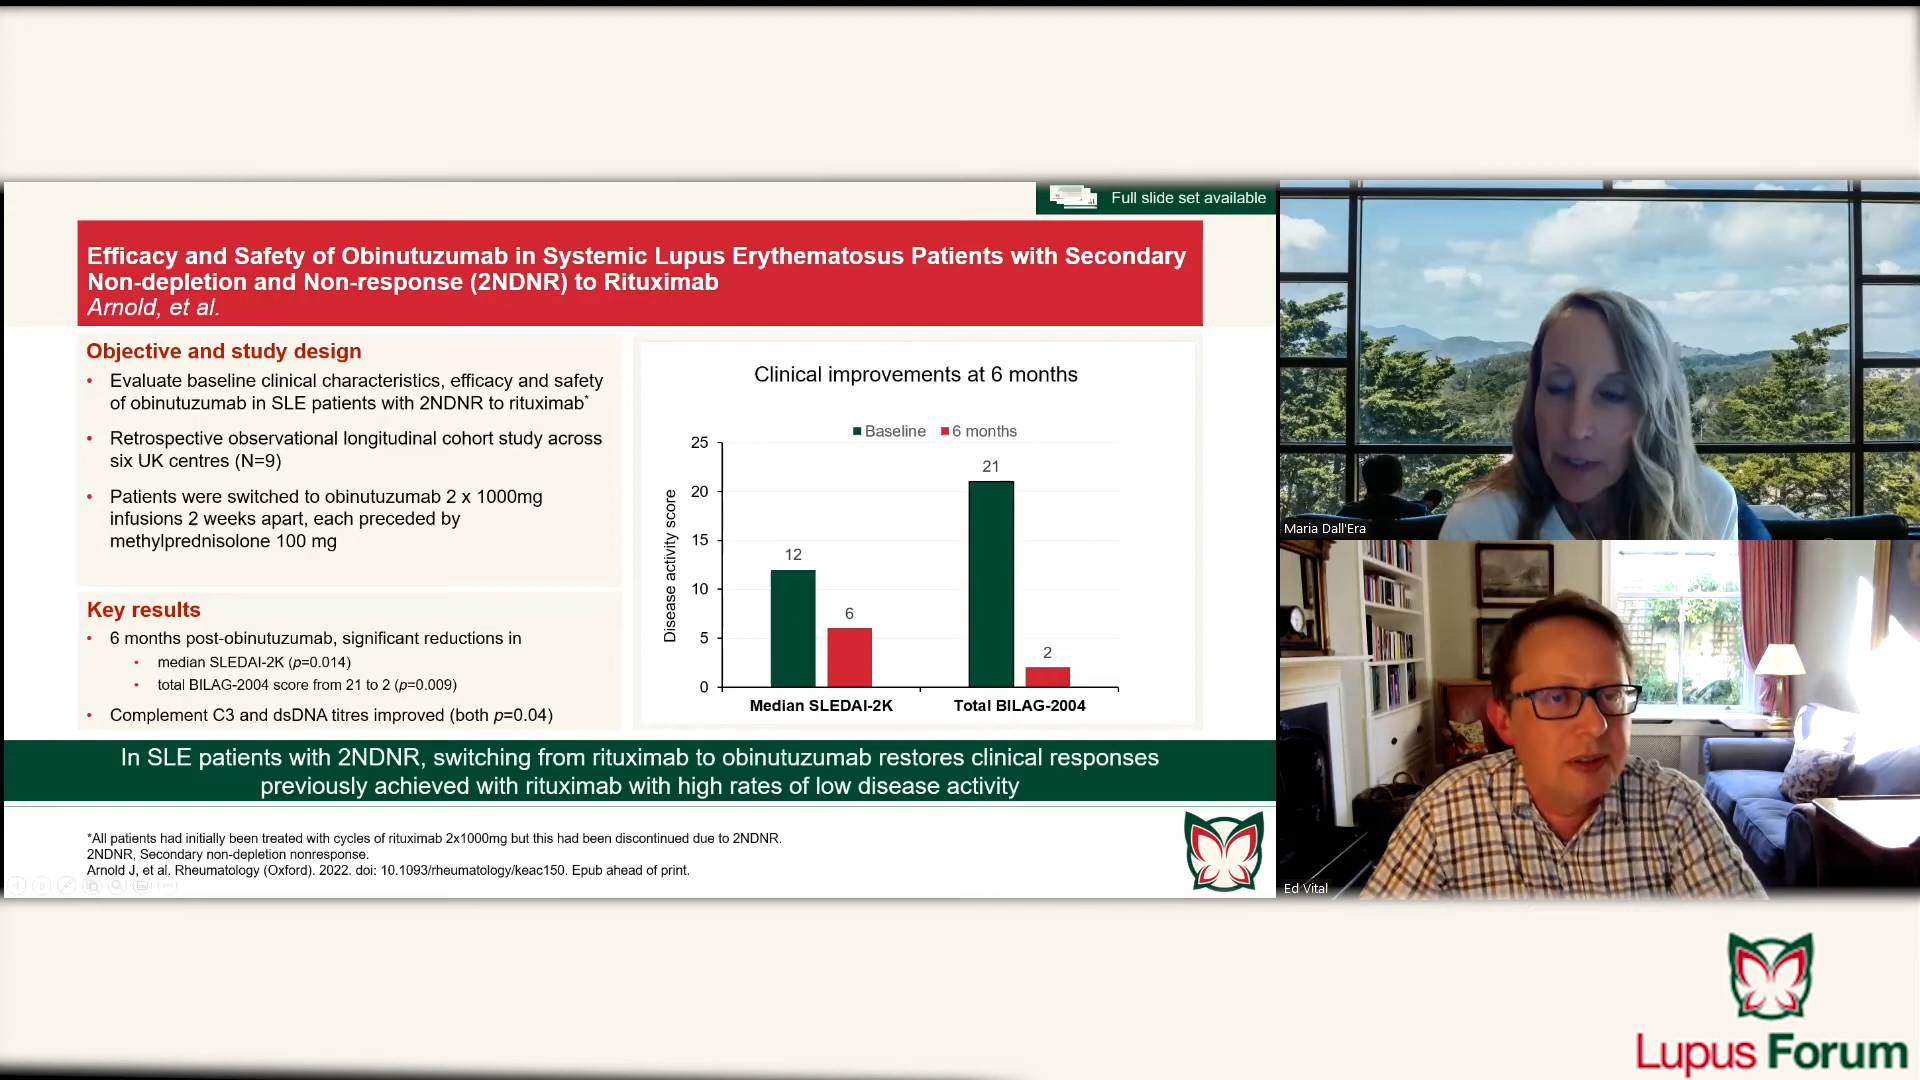 Full slide set available
Efficacy and Safety of Obinutuzumab in Systemic Lupus Erythematosus Patients with Secondary
Non-depletion and Non-response (2NDNR) to Rituximab
Arnold, et al.
Objective and study design
• Evaluate baseline clinical characteristics, efficacy and safety
of obinutuzumab in SLE patients with 2NDNR to rituximab*
• Retrospective observational longitudinal cohort study across
six UK centres (N=9)
• Patients were switched to obinutuzumab 2 x 1000mg
infusions 2 weeks apart, each preceded by
methylprednisolone 100 mg
Key results
• 6 months post-obinutuzumab, significant reductions in
• median SLEDAI-2K (p=0.014)
• total BILAG-2004 score from 21 to 2 (p=0.009)
• Complement C3 and dsDNA titres improved (both p=0.04)
Clinical improvements at 6 months
Baseline 6 months
Disease activity score
25
20
15
10
5
0
12
6
21
2
Median SLEDAI-2K Total BILAG-2004
In SLE patients with 2NDNR, switching from rituximab to obinutuzumab restores clinical responses
previously achieved with rituximab with high rates of low disease activity
*All patients had initially been treated with cycles of rituximab 2x1000mg but this had been discontinued due to 2NDNR.
2NDNR, Secondary non-depletion nonresponse.
Arnold J, et al. Rheumatology (Oxford). 2022. doi: 10.1093/rheumatology/keac150. Epub ahead of print.
Maria Dall'Era
Ed Vital
Lupus Forum